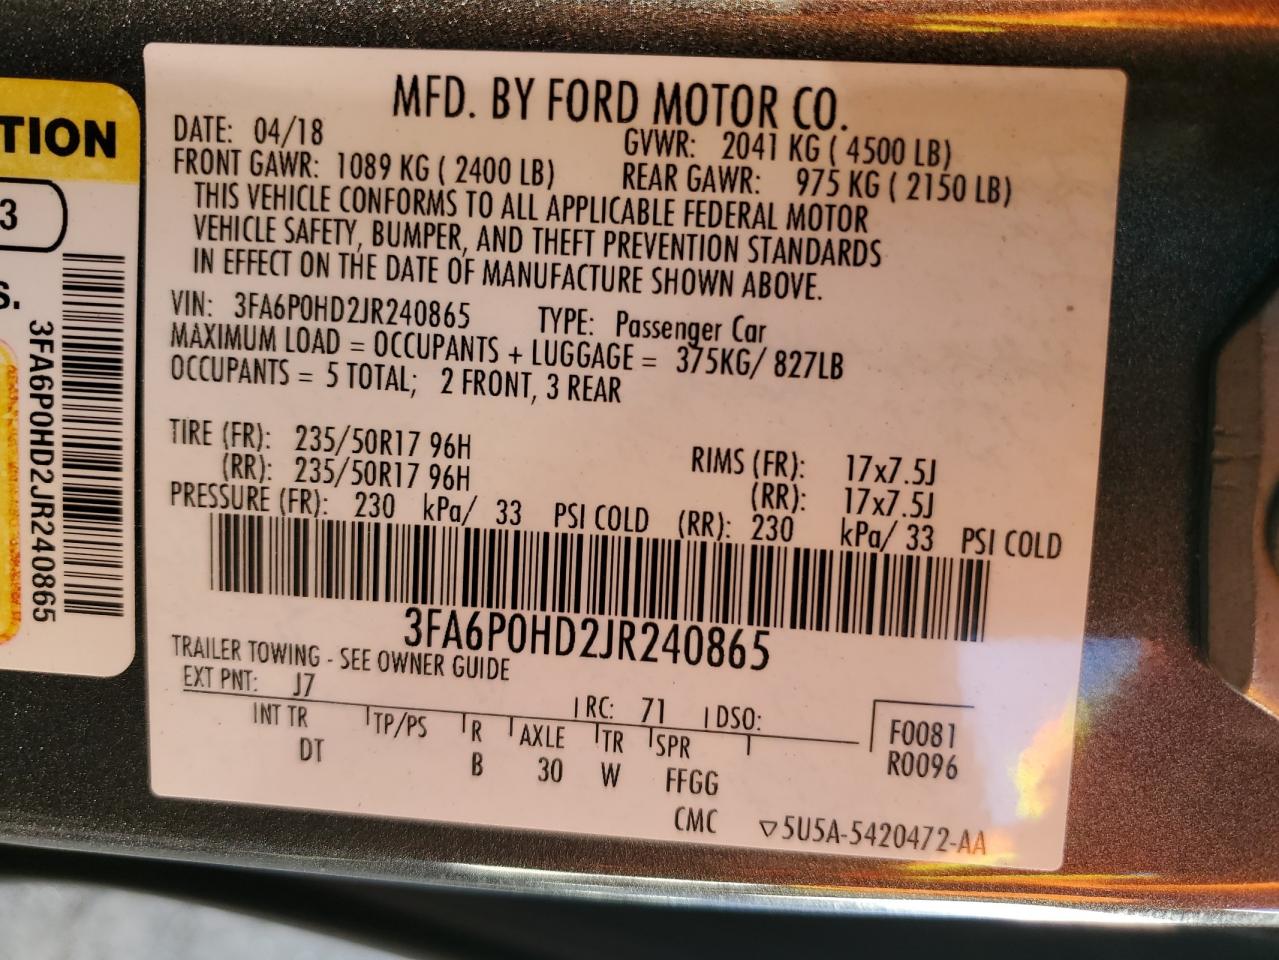 TION
3
S.
3FA6P0HD2JR240865
MFD. BY FORD MOTOR CO.
DATE: 04/18 GVWR: 2041 KG ( 4500 LB)
FRONT GAWR: 1089 KG ( 2400 LB) REAR GAWR: 975 KG ( 2150 LB)
THIS VEHICLE CONFORMS TO ALL APPLICABLE FEDERAL MOTOR
VEHICLE SAFETY, BUMPER, AND THEFT PREVENTION STANDARDS
IN EFFECT ON THE DATE OF MANUFACTURE SHOWN ABOVE.
VIN: 3FA6P0HD2JR240865 TYPE: Passenger Car
MAXIMUM LOAD = OCCUPANTS + LUGGAGE = 375KG/ 827LB
OCCUPANTS = 5 TOTAL; 2 FRONT, 3 REAR
TIRE (FR): 235/50R17 96H RIMS (FR): 17x7.5J
(RR): 235/50R17 96H (RR): 17x7.5J
PRESSURE (FR): 230 kPa/ 33 PSI COLD (RR): 230 kPa/ 33 PSI COLD
3FA6P0HD2JR240865
TRAILER TOWING - SEE OWNER GUIDE
EXT PNT: J7 RC: 71 DSO:
INT TR TP/PS R AXLE TR SPR F0081
DT B 30 W FFGG R0096
CMC ▽5U5A-5420472-AA